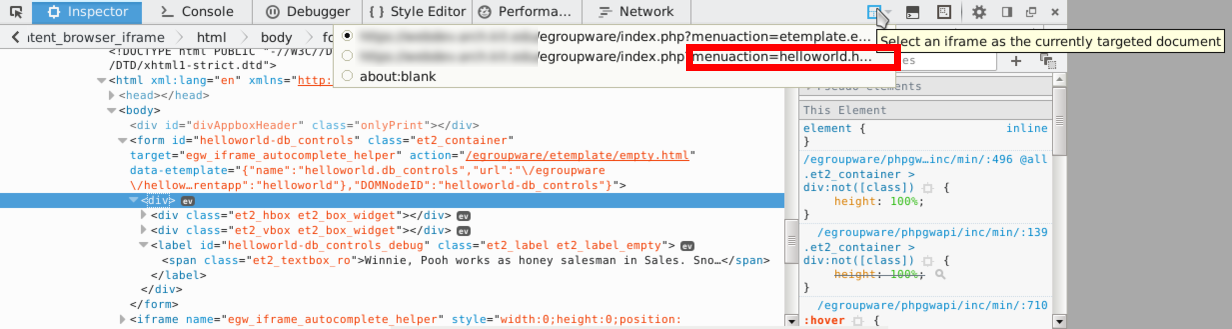 Inspector Console Debugger { } Style Editor Performa... Network
ntent_browser_iframe html body fo
/egroupware/index.php?menuaction=etemplate.e...
Select an iframe as the currently targeted document
/egroupware/index.php menuaction=helloworld.h...
about:blank
<!DOCTYPE html PUBLIC "-//W3C//D
/DTD/xhtml1-strict.dtd">
<html xml:lang="en" xmlns="http:
<head></head>
<body>
<div id="divAppboxHeader" class="onlyPrint"></div>
<form id="helloworld-db_controls" class="et2_container"
target="egw_iframe_autocomplete_helper" action="/egroupware/etemplate/empty.html"
data-etemplate="{"name":"helloworld.db_controls","url":"\/egroupware
\/hellow…rentapp":"helloworld"},"DOMNodeID":"helloworld-db_controls"}">
<div> ev
<div class="et2_hbox et2_box_widget"></div> ev
<div class="et2_vbox et2_box_widget"></div> ev
<label id="helloworld-db_controls_debug" class="et2_label et2_label_empty"> ev
<span class="et2_textbox_ro">Winnie, Pooh works as honey salesman in Sales. Sno…</span>
</label>
</div>
</form>
<iframe name="egw_iframe_autocomplete_helper" style="width:0;height:0;position:
es +
Pseudo elements
This Element
element { inline
}
/egroupware/phpgw…inc/min/:496 @all
.et2_container >
div:not([class]) {
height: 100%;
}
/egroupware/phpgwapi/inc/min/:139
.et2_container >
div:not([class]) {
height: 100%;
}
/egroupware/phpgwapi/inc/min/:710
:hover {